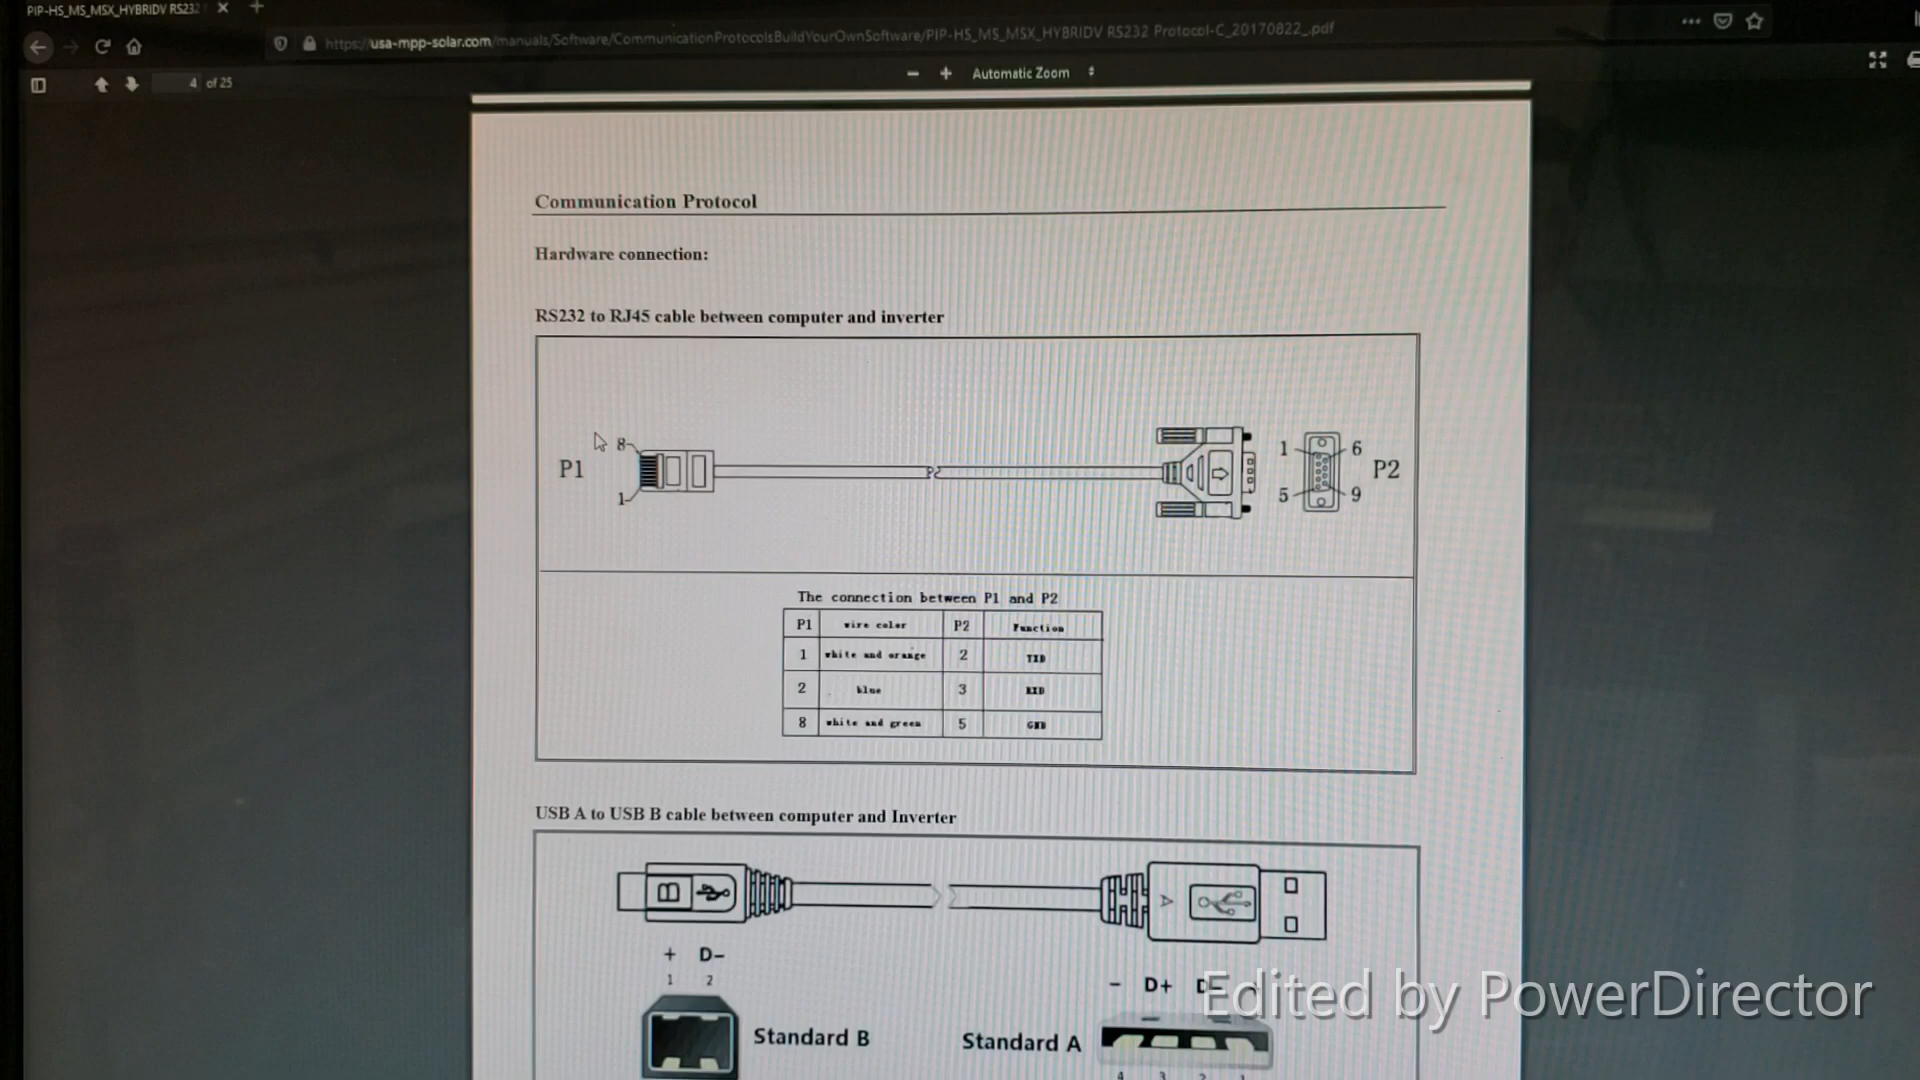 PIP-HS_MS_MSX_HYBRIDV RS232
https://usa-mpp-solar.com/manuals/Software/CommunicationProtocolsBuildYourOwnSoftware/PIP-HS_MS_MSX_HYBRIDV RS232 Protocol-C_20170822_.pdf
4 of 25
Automatic Zoom
Communication Protocol
Hardware connection:
RS232 to RJ45 cable between computer and inverter
P1 8 1
1 6 5 9 P2
The connection between P1 and P2
P1 wire color P2 Function
1 white and orange 2 TXD
2 blue 3 RXD
8 white and green 5 GND
USB A to USB B cable between computer and Inverter
B A
+ D-
1 2
- D+ D-
Standard B Standard A
4 3 2 1
Edited by PowerDirector